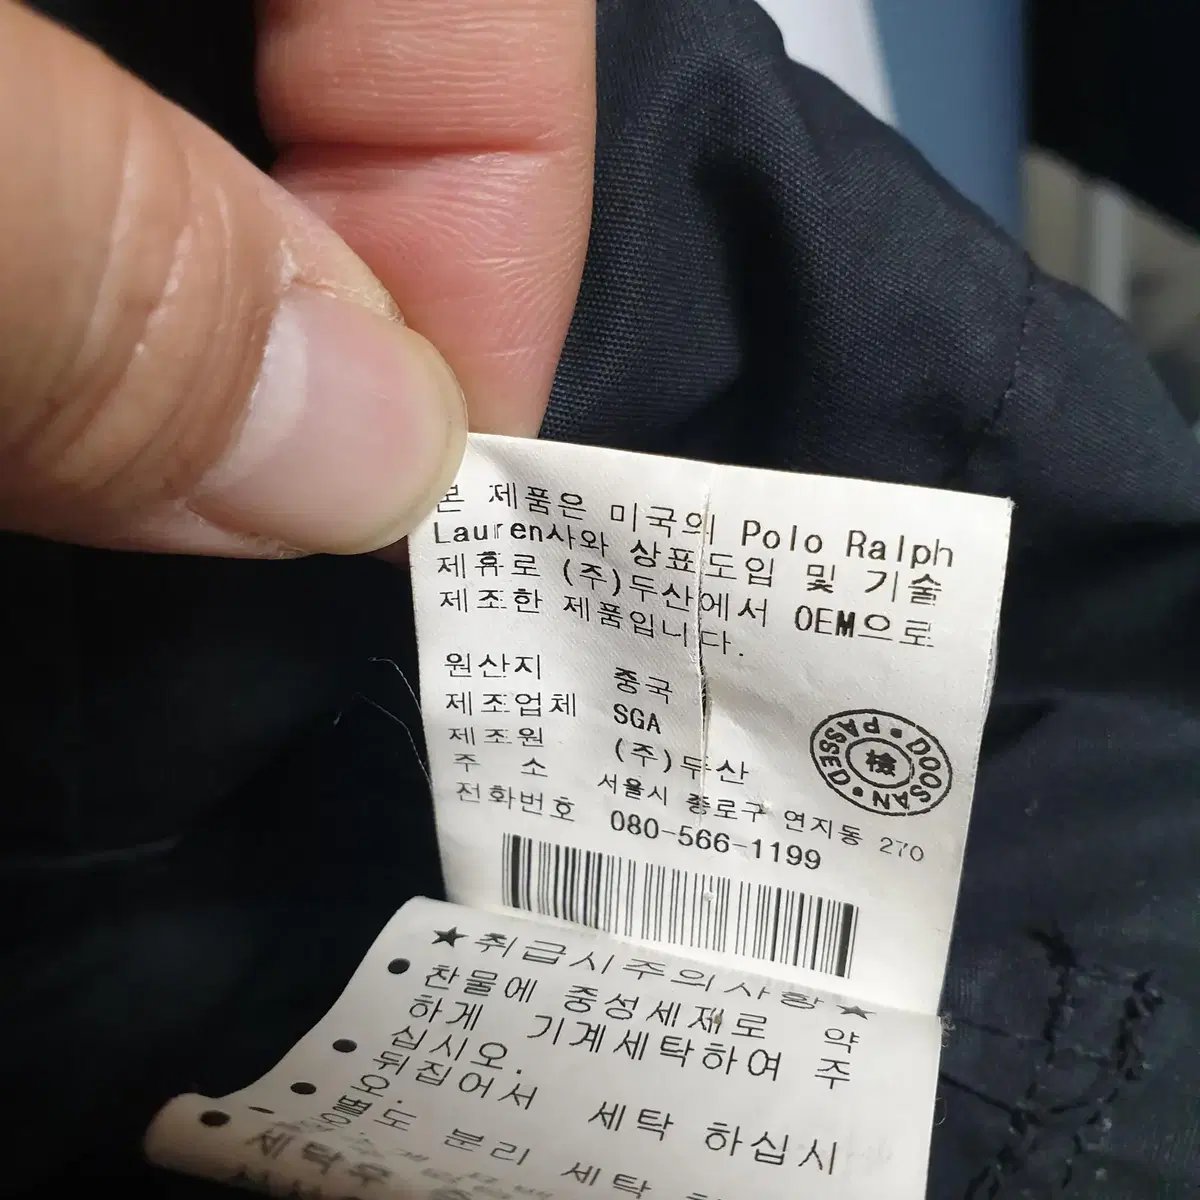 본 제품은 미국의 Polo Ralph
Lauren사와 상표도입 및 기술
제휴로 (주)두산에서 OEM으로
제조한 제품입니다.
원산지 중국
제조업체 SGA
제조원 (주)두산
주 소 서울시 종로구 연지동 270
전화번호 080-566-1199
PASSED • DOOSAN •
檢
★취급시주의사항★
● 찬물에 중성세제로 약
하게 기계세탁하여 주
십시오.
● 뒤집어서 세탁 하십시
오.
● 별도 분리 세탁
● 세탁후